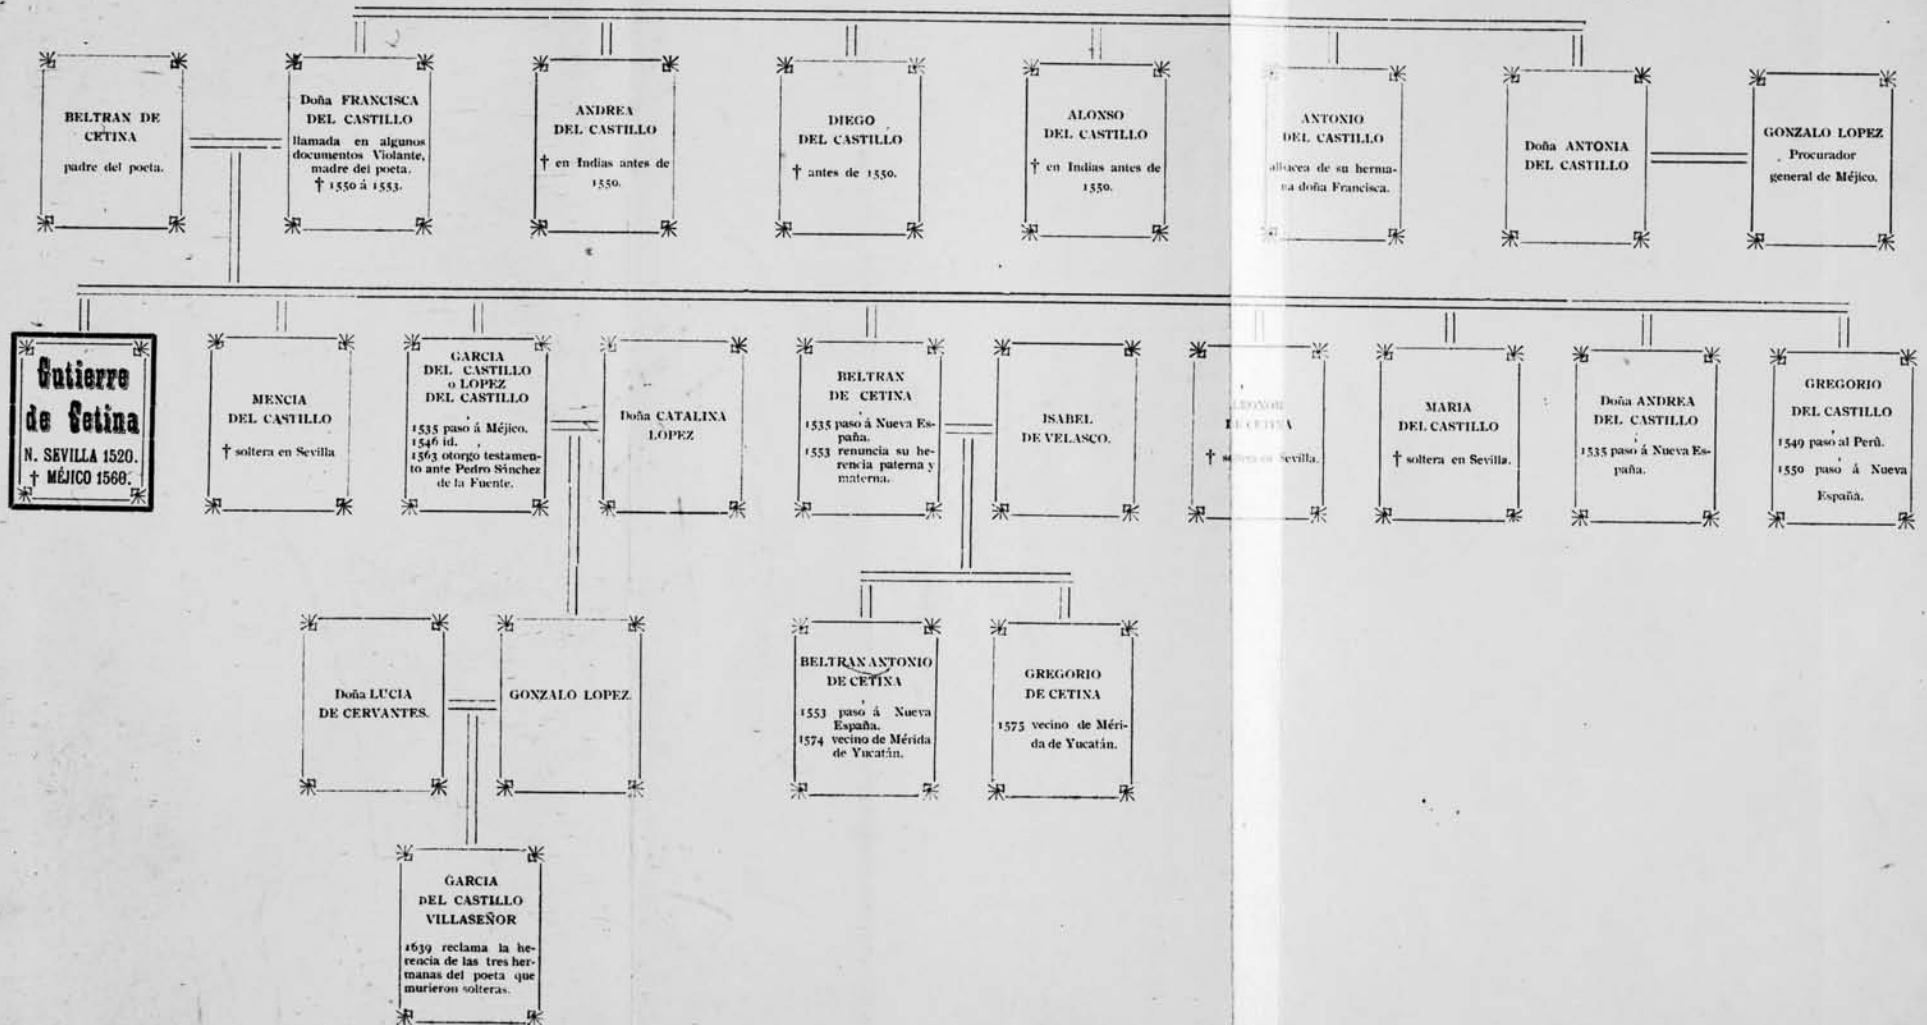 BELTRAN DE
CETINA
padre del poeta.
Doña FRANCISCA
DEL CASTILLO
llamada en algunos
documentos Violante,
madre del poeta.
† 1550 á 1553.
ANDREA
DEL CASTILLO
† en Indias antes de
1550.
DIEGO
DEL CASTILLO
† antes de 1550.
ALONSO
DEL CASTILLO
† en Indias antes de
1550.
ANTONIO
DEL CASTILLO
albacea de su herma-
na doña Francisca.
Doña ANTONIA
DEL CASTILLO
GONZALO LOPEZ
Procurador
general de Méjico.
Gutierre
de Cetina
N. SEVILLA 1520.
† MÉJICO 1560.
MENCIA
DEL CASTILLO
† soltera en Sevilla
GARCIA
DEL CASTILLO
o LOPEZ
DEL CASTILLO
1535 pasó á Méjico.
1546 id.
1563 otorgo testamen-
to ante Pedro Sánchez
de la Fuente.
Doña CATALINA
LOPEZ
BELTRAN
DE CETINA
1535 pasó á Nueva Es-
paña.
1553 renuncia su he-
rencia paterna y
materna.
ISABEL
DE VELASCO.
LEONOR
DE CETINA
† soltera en Sevilla.
MARIA
DEL CASTILLO
† soltera en Sevilla.
Doña ANDREA
DEL CASTILLO
1535 pasó á Nueva Es-
paña.
GREGORIO
DEL CASTILLO
1549 pasó al Perú.
1550 pasó á Nueva
España.
Doña LUCIA
DE CERVANTES.
GONZALO LOPEZ
BELTRAN ANTONIO
DE CETINA
1553 pasó á Nueva
España.
1574 vecino de Mérida
de Yucatán.
GREGORIO
DE CETINA
1575 vecino de Méri-
da de Yucatán.
GARCIA
DEL CASTILLO
VILLASEÑOR
1639 reclama la he-
rencia de las tres her-
manas del poeta que
murieron solteras.